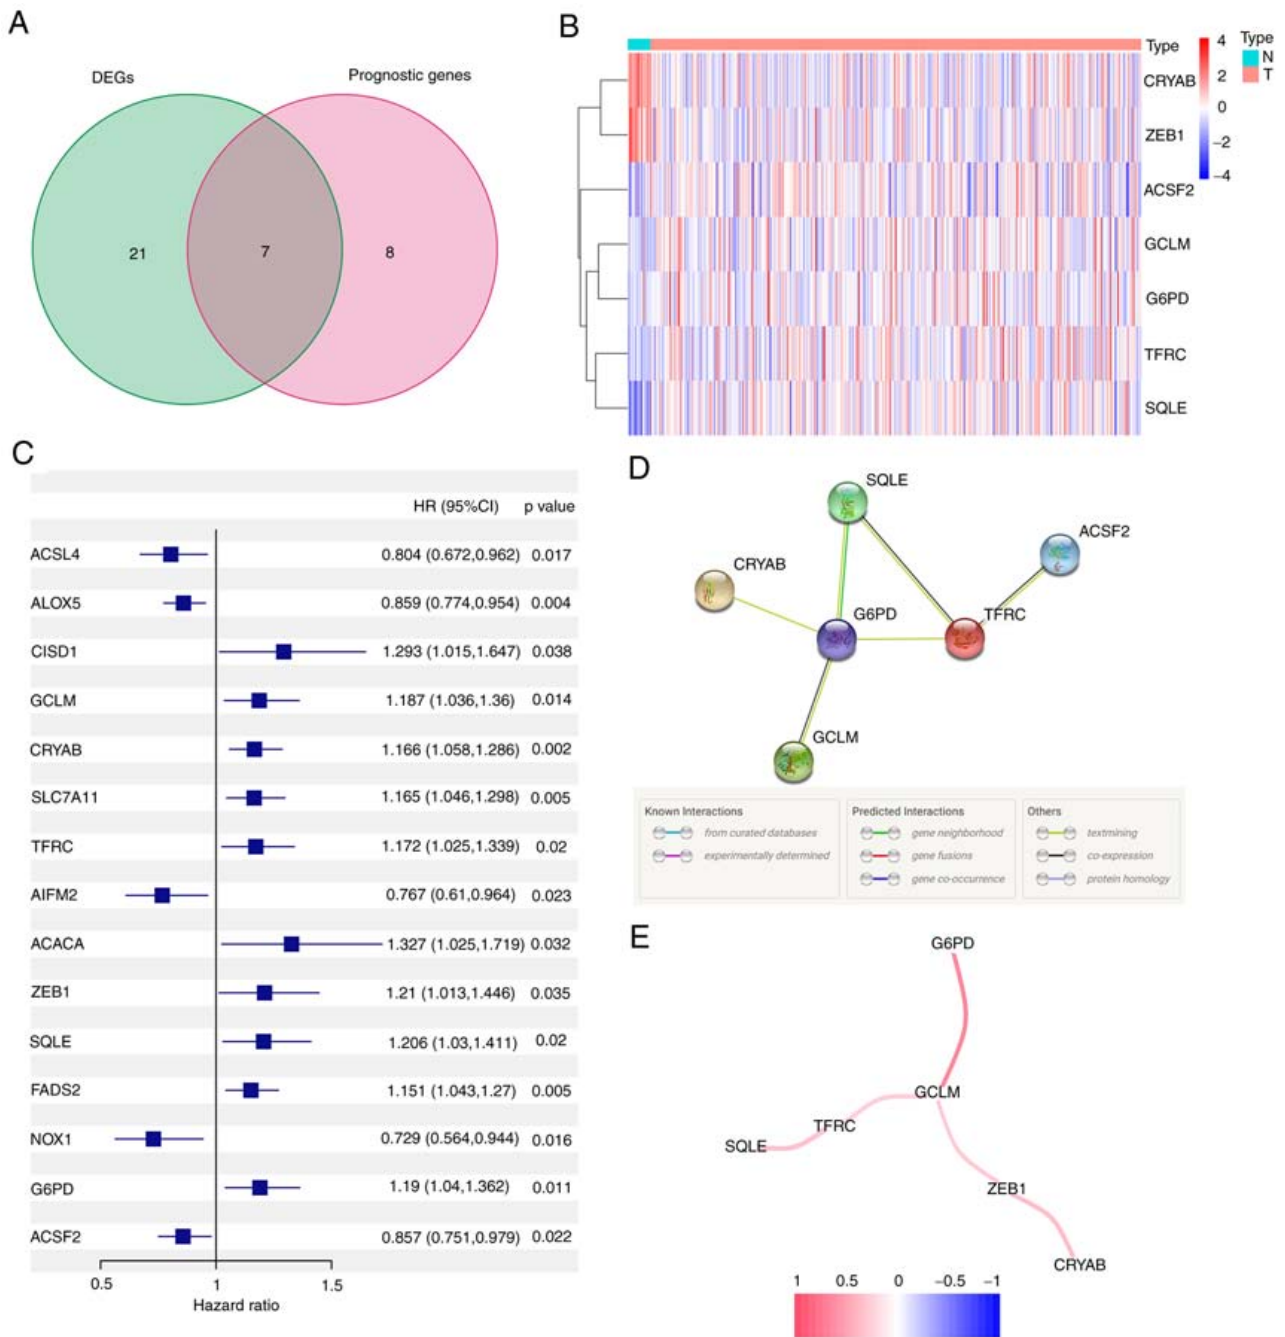 A
DEGs
Prognostic genes
21
7
8
B
Type
CRYAB
ZEB1
ACSF2
GCLM
G6PD
TFRC
SQLE
4
2
0
−2
−4
Type
N
T
C
HR (95%CI) p value
ACSL4 0.804 (0.672,0.962) 0.017
ALOX5 0.859 (0.774,0.954) 0.004
CISD1 1.293 (1.015,1.647) 0.038
GCLM 1.187 (1.036,1.36) 0.014
CRYAB 1.166 (1.058,1.286) 0.002
SLC7A11 1.165 (1.046,1.298) 0.005
TFRC 1.172 (1.025,1.339) 0.02
AIFM2 0.767 (0.61,0.964) 0.023
ACACA 1.327 (1.025,1.719) 0.032
ZEB1 1.21 (1.013,1.446) 0.035
SQLE 1.206 (1.03,1.411) 0.02
FADS2 1.151 (1.043,1.27) 0.005
NOX1 0.729 (0.564,0.944) 0.016
G6PD 1.19 (1.04,1.362) 0.011
ACSF2 0.857 (0.751,0.979) 0.022
0.5 1 1.5
Hazard ratio
D
SQLE
ACSF2
CRYAB
G6PD
TFRC
GCLM
Known Interactions
from curated databases
experimentally determined
Predicted Interactions
gene neighborhood
gene fusions
gene co-occurrence
Others
textmining
co-expression
protein homology
E
G6PD
GCLM
TFRC
SQLE
ZEB1
CRYAB
1 0.5 0 −0.5 −1